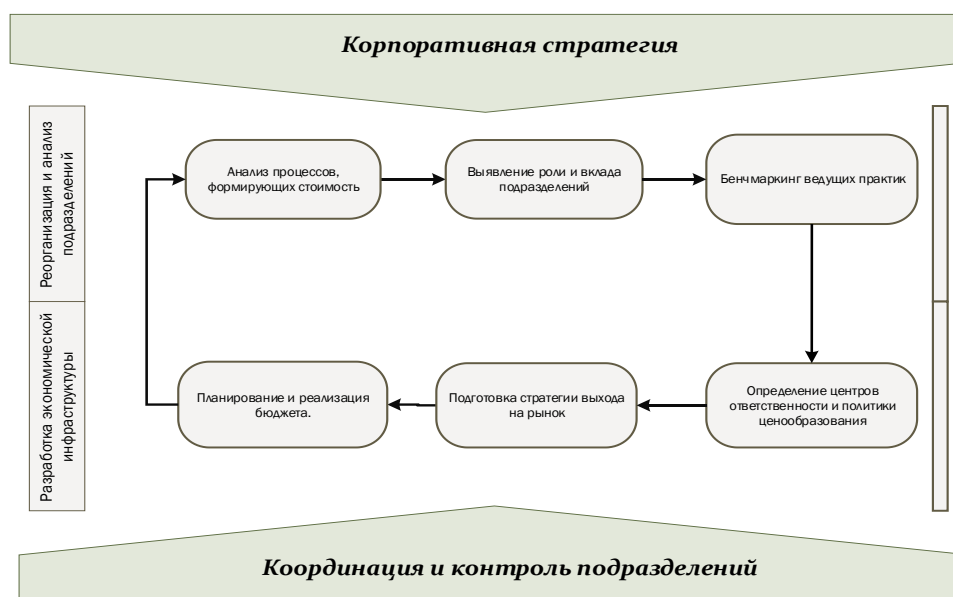 Корпоративная стратегия
Реорганизация и анализ
подразделений
Анализ процессов,
формирующих стоимость
Выявление роли и вклада
подразделений
Бенчмаркинг ведущих практик
Разработка экономической
инфраструктуры
Планирование и реализация
бюджета.
Подготовка стратегии выхода
на рынок
Определение центров
ответственности и политики
ценообразования
Координация и контроль подразделений